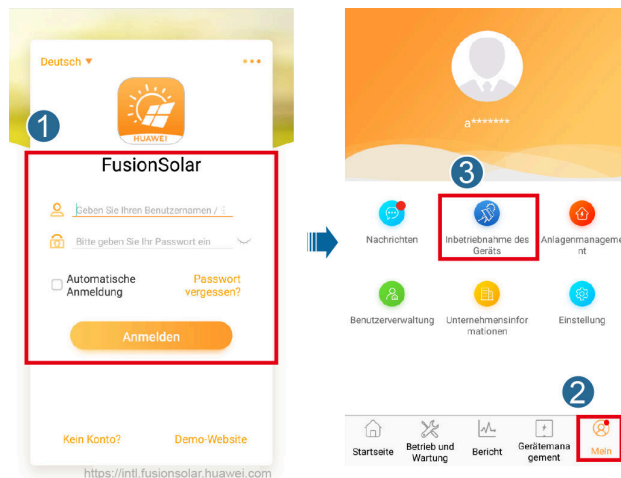 Deutsch
1
HUAWEI
FusionSolar
Geben Sie Ihren Benutzernamen /
Bitte geben Sie Ihr Passwort ein
Automatische
Anmeldung
Passwort
vergessen?
Anmelden
Kein Konto?
Demo-Website
https://intl.fusionsolar.huawei.com
a*******
3
Nachrichten
Inbetriebnahme des
Geräts
Anlagenmanageme
nt
Benutzerverwaltung
Unternehmensinfor
mationen
Einstellung
2
Startseite
Betrieb und
Wartung
Bericht
Gerätemana
gement
Mein